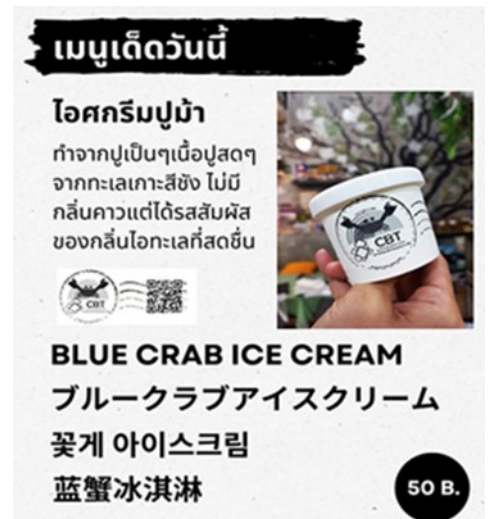 เมนูเด็ดวันนี้
ไอศกรีมปูม้า
ทำจากปูเป็นๆเนื้อปูสดๆ
จากทะเลเกาะสีชัง ไม่มี
กลิ่นคาวแต่ได้รสสัมผัส
ของกลิ่นไอทะเลที่สดชื่น
CBT
CBT
BLUE CRAB ICE CREAM
ブルークラブアイスクリーム
꽃게 아이스크림
蓝蟹冰淇淋
50 B.